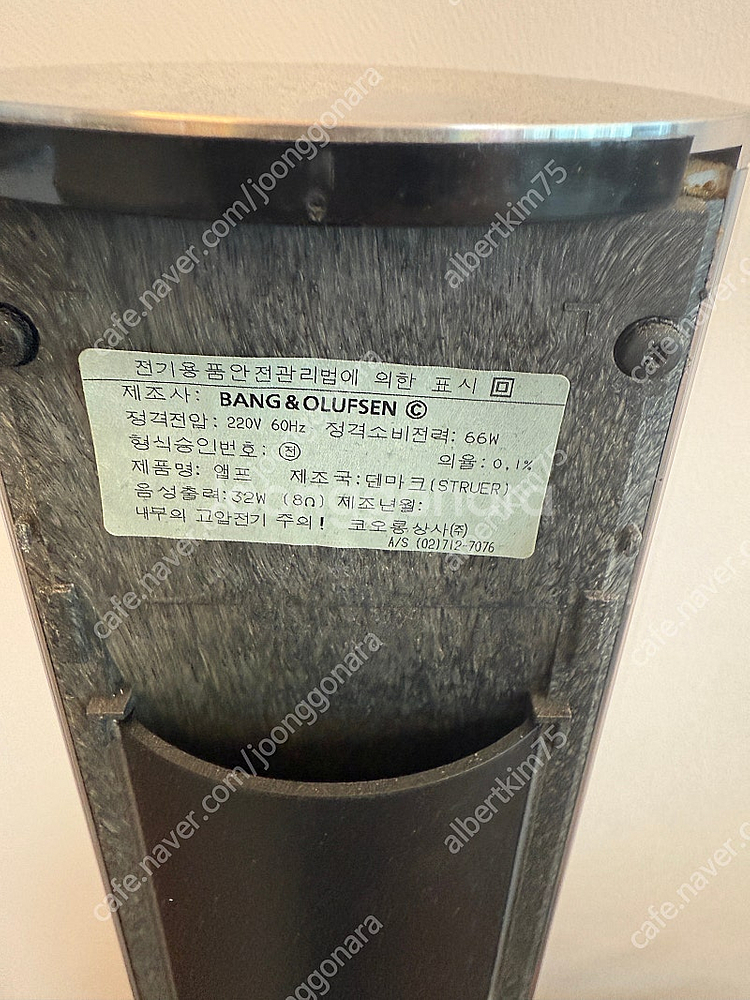 전기용품안전관리법에 의한 표시
제조사: BANG&OLUFSEN ©
정격전압: 220V 60Hz 정격소비전력: 66W
형식승인번호: 전 의율: 0.1%
제품명: 앰프 제조국: 덴마크(STRUER)
음성출력: 32W (8Ω) 제조년월:
내부의 고압전기 주의! 코오롱상사㈜
A/S (02)712-7076
cafe.naver.com/joonggonara
albertkim75